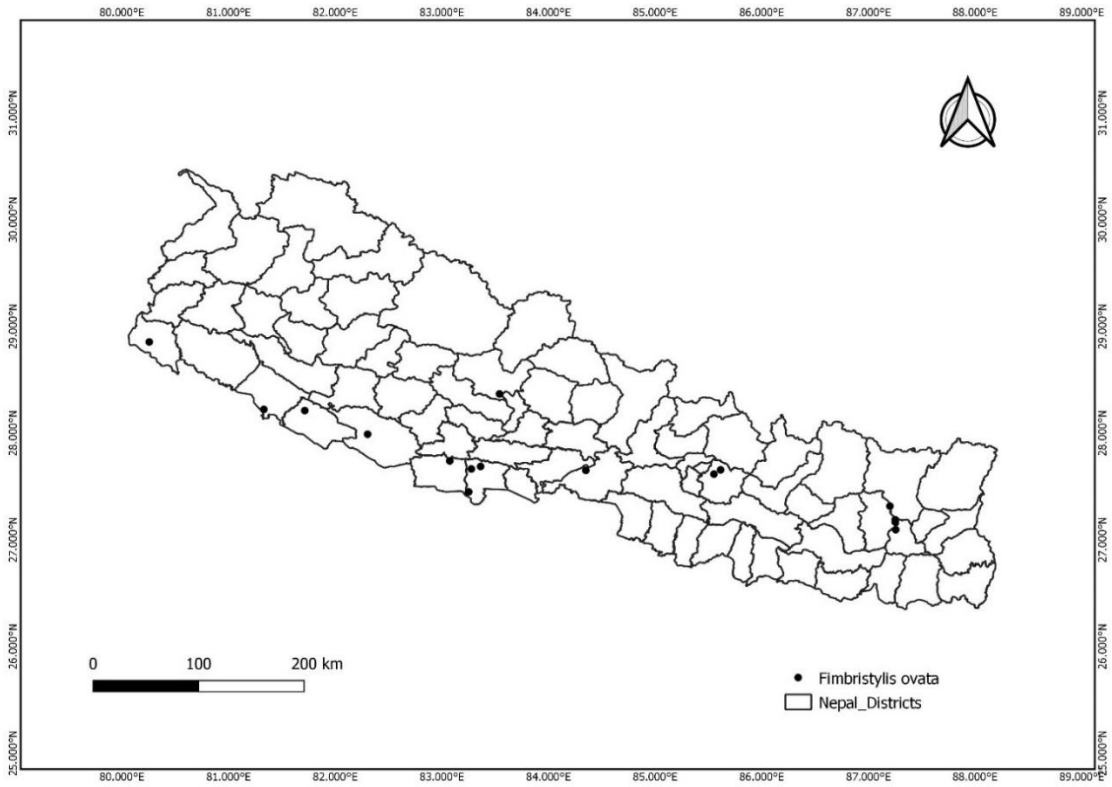 80.000°E 81.000°E 82.000°E 83.000°E 84.000°E 85.000°E 86.000°E 87.000°E 88.000°E 89.000°E
31.000°N 31.000°N
30.000°N 30.000°N
29.000°N 29.000°N
28.000°N 28.000°N
27.000°N 27.000°N
26.000°N 26.000°N
0 100 200 km
Fimbristylis ovata
Nepal_Districts
25.000°N 25.000°N
80.000°E 81.000°E 82.000°E 83.000°E 84.000°E 85.000°E 86.000°E 87.000°E 88.000°E 89.000°E